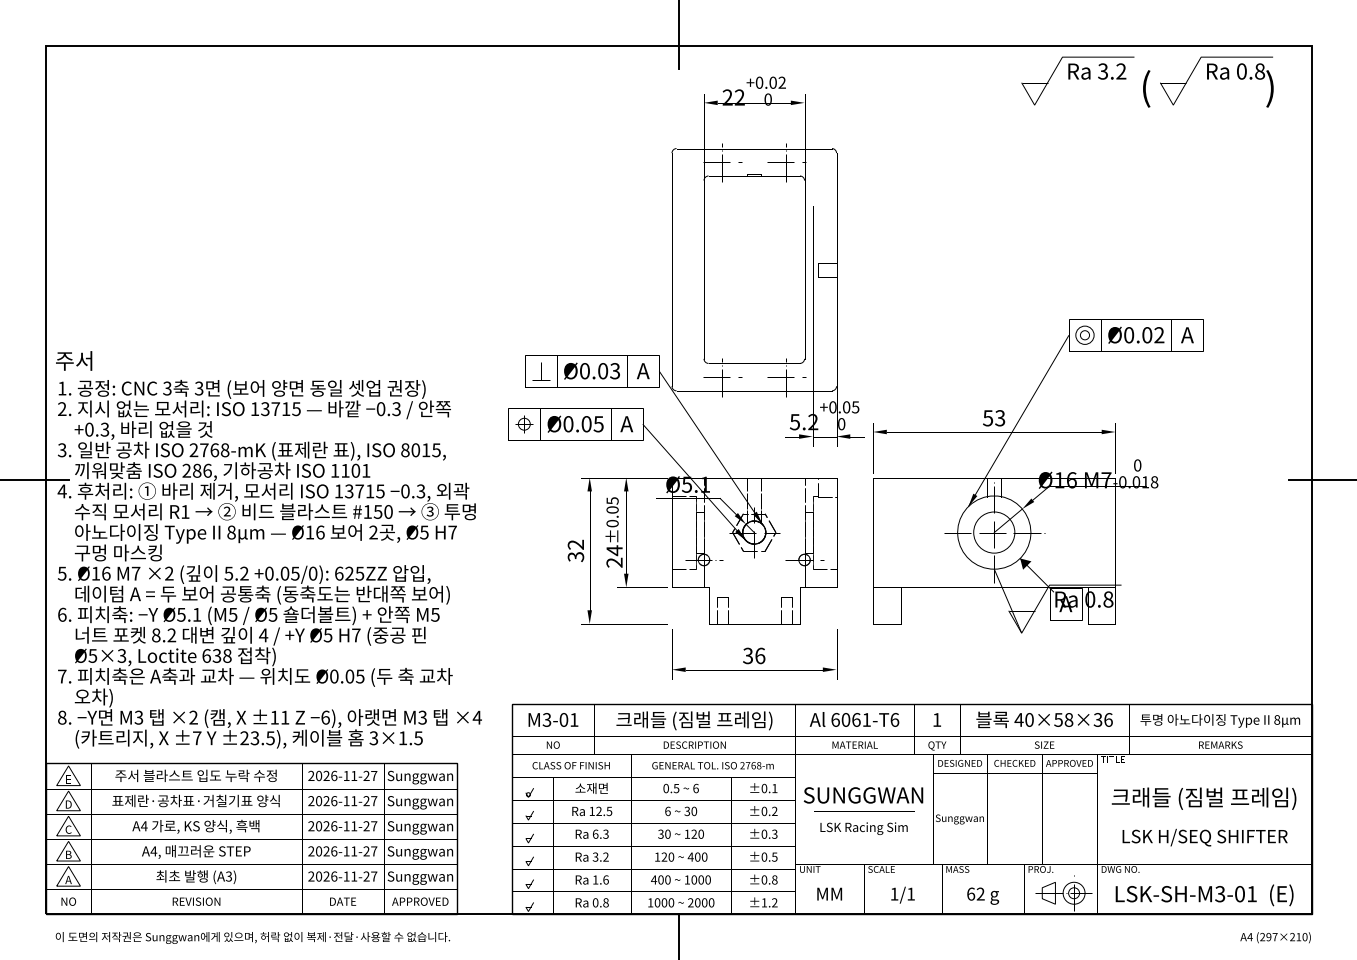 Ra 3.2
( Ra 0.8 )
22 +0.02
0
⌀0.02 A
⌀0.03 A
⌀0.05 A
5.2 +0.05
0
53
⌀5.1
⌀16 M7 0
-0.018
32
24±0.05
Ra 0.8
A
36
주서
1. 공정: CNC 3축 3면 (보어 양면 동일 셋업 권장)
2. 지시 없는 모서리: ISO 13715 — 바깥 −0.3 / 안쪽
+0.3, 바리 없을 것
3. 일반 공차 ISO 2768-mK (표제란 표), ISO 8015,
끼워맞춤 ISO 286, 기하공차 ISO 1101
4. 후처리: ① 바리 제거, 모서리 ISO 13715 −0.3, 외곽
수직 모서리 R1 → ② 비드 블라스트 #150 → ③ 투명
아노다이징 Type II 8μm — ⌀16 보어 2곳, ⌀5 H7
구멍 마스킹
5. ⌀16 M7 ×2 (깊이 5.2 +0.05/0): 625ZZ 압입,
데이텀 A = 두 보어 공통축 (동축도는 반대쪽 보어)
6. 피치축: −Y ⌀5.1 (M5 / ⌀5 숄더볼트) + 안쪽 M5
너트 포켓 8.2 대변 깊이 4 / +Y ⌀5 H7 (중공 핀
⌀5×3, Loctite 638 접착)
7. 피치축은 A축과 교차 — 위치도 ⌀0.05 (두 축 교차
오차)
8. −Y면 M3 탭 ×2 (캠, X ±11 Z −6), 아랫면 M3 탭 ×4
(카트리지, X ±7 Y ±23.5), 케이블 홈 3×1.5
E 주서 블라스트 입도 누락 수정 2026-11-27 Sunggwan
D 표제란·공차표·거칠기표 양식 2026-11-27 Sunggwan
C A4 가로, KS 양식, 흑백 2026-11-27 Sunggwan
B A4, 매끄러운 STEP 2026-11-27 Sunggwan
A 최초 발행 (A3) 2026-11-27 Sunggwan
NO REVISION DATE APPROVED
M3-01 크래들 (짐벌 프레임) Al 6061-T6 1 블록 40×58×36 투명 아노다이징 Type II 8μm
NO DESCRIPTION MATERIAL QTY SIZE REMARKS
CLASS OF FINISH GENERAL TOL. ISO 2768-m
소재면 0.5 ~ 6 ±0.1
Ra 12.5 6 ~ 30 ±0.2
Ra 6.3 30 ~ 120 ±0.3
Ra 3.2 120 ~ 400 ±0.5
Ra 1.6 400 ~ 1000 ±0.8
Ra 0.8 1000 ~ 2000 ±1.2
SUNGGWAN
LSK Racing Sim
DESIGNED CHECKED APPROVED
Sunggwan
TITLE
크래들 (짐벌 프레임)
LSK H/SEQ SHIFTER
UNIT SCALE MASS PROJ. DWG NO.
MM 1/1 62 g LSK-SH-M3-01 (E)
이 도면의 저작권은 Sunggwan에게 있으며, 허락 없이 복제·전달·사용할 수 없습니다.
A4 (297×210)